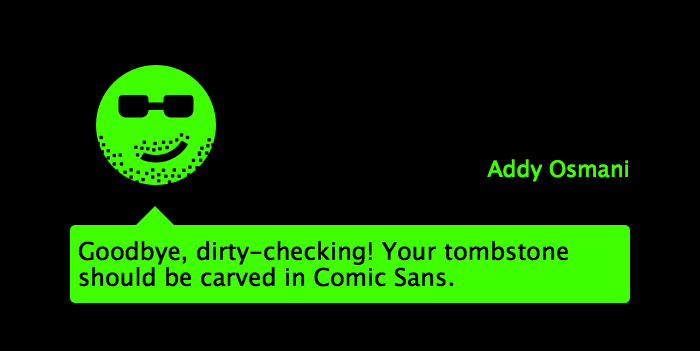 Addy Osmani
Goodbye, dirty-checking! Your tombstone
should be carved in Comic Sans.